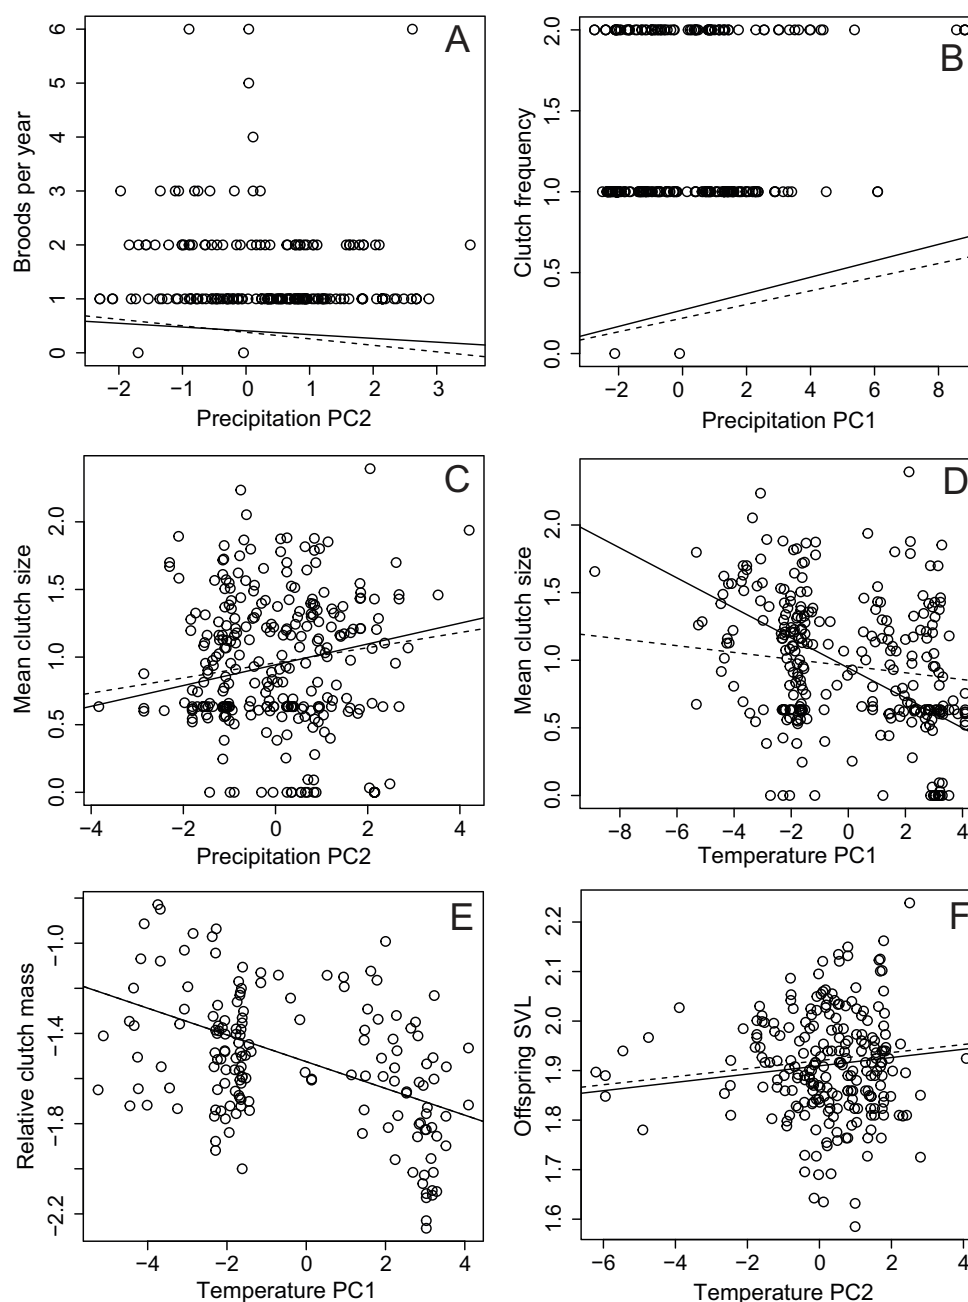 A
Broods per year
0 1 2 3 4 5 6
−2 −1 0 1 2 3
Precipitation PC2
B
Clutch frequency
0.0 0.5 1.0 1.5 2.0
−2 0 2 4 6 8
Precipitation PC1
C
Mean clutch size
0.0 0.5 1.0 1.5 2.0
−4 −2 0 2 4
Precipitation PC2
D
Mean clutch size
0.0 0.5 1.0 1.5 2.0
−8 −6 −4 −2 0 2 4
Temperature PC1
E
Relative clutch mass
−2.2 −1.8 −1.4 −1.0
−4 −2 0 2 4
Temperature PC1
F
Offspring SVL
1.6 1.7 1.8 1.9 2.0 2.1 2.2
−6 −4 −2 0 2 4
Temperature PC2